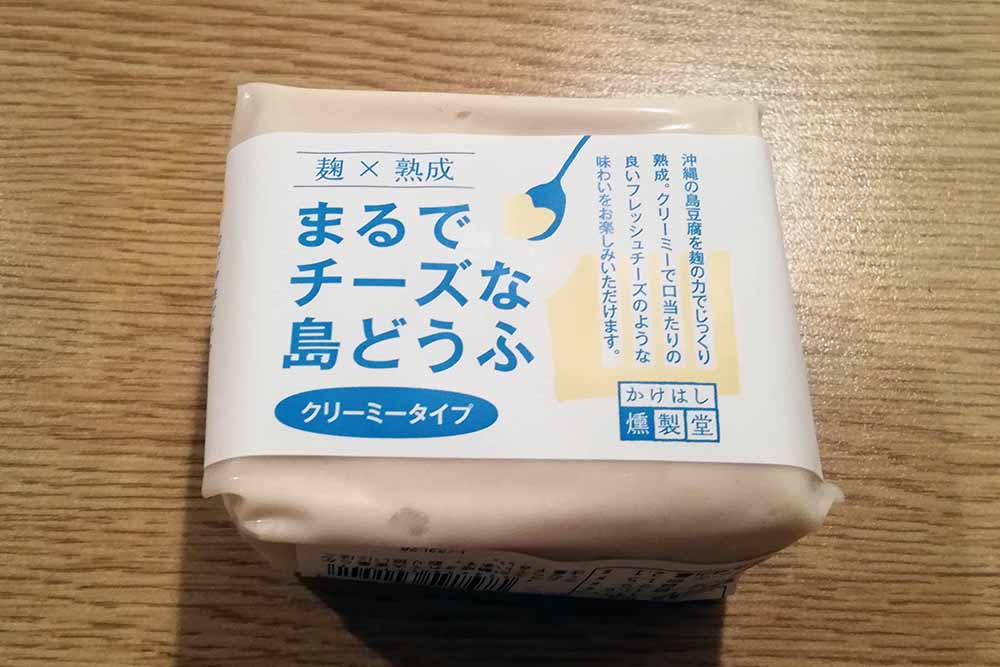 麹×熟成
まるで
チーズな
島どうふ
クリーミータイプ
沖縄の島豆腐を麹の力でじっくり
熟成。クリーミーで口当たりの
良いフレッシュチーズのような
味わいをお楽しみいただけます。
かけはし
燻製堂